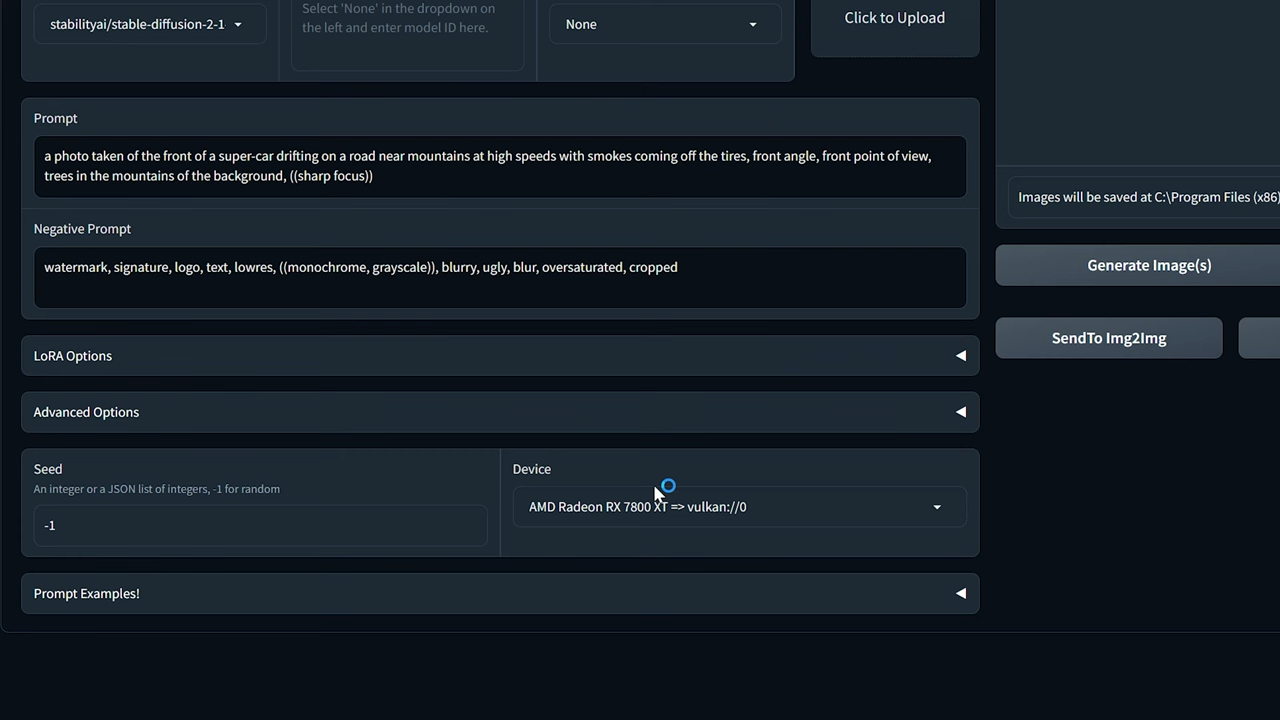 stabilityai/stable-diffusion-2-1
Select 'None' in the dropdown on
the left and enter model ID here.
None
Click to Upload
Prompt
a photo taken of the front of a super-car drifting on a road near mountains at high speeds with smokes coming off the tires, front angle, front point of view,
trees in the mountains of the background, ((sharp focus))
Negative Prompt
watermark, signature, logo, text, lowres, ((monochrome, grayscale)), blurry, ugly, blur, oversaturated, cropped
Images will be saved at C:\Program Files (x86)
Generate Image(s)
SendTo Img2Img
LoRA Options
Advanced Options
Seed
An integer or a JSON list of integers, -1 for random
-1
Device
AMD Radeon RX 7800 XT => vulkan://0
Prompt Examples!